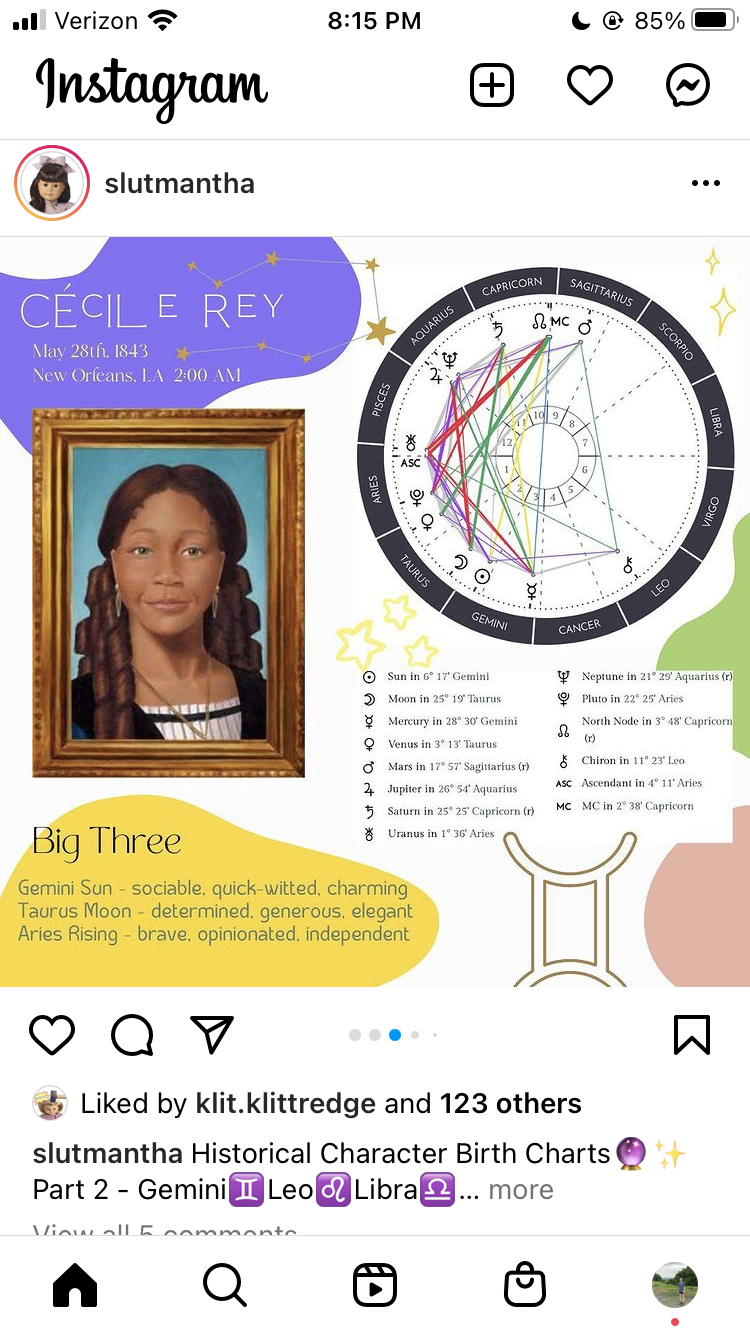 Verizon 8:15 PM 85%
Instagram
slutmantha
CÉCILE REY
May 28th, 1843
New Orleans, LA 2:00 AM
CAPRICORN
SAGITTARIUS
SCORPIO
LIBRA
VIRGO
LEO
CANCER
GEMINI
TAURUS
ARIES
PISCES
AQUARIUS
MC
ASC
10 9
11 8
12 7
1 6
2 5
3 4
☉ Sun in 6° 17' Gemini
☽ Moon in 25° 19' Taurus
☿ Mercury in 28° 30' Gemini
♀ Venus in 3° 13' Taurus
♂ Mars in 17° 57' Sagittarius (r)
♃ Jupiter in 26° 54' Aquarius
♄ Saturn in 25° 25' Capricorn (r)
♅ Uranus in 1° 36' Aries
♆ Neptune in 21° 29' Aquarius (r)
♇ Pluto in 22° 25' Aries
☊ North Node in 3° 48' Capricorn
(r)
⚷ Chiron in 11° 23' Leo
ASC Ascendant in 4° 11' Aries
MC MC in 2° 38' Capricorn
Big Three
Gemini Sun - sociable, quick-witted, charming
Taurus Moon - determined, generous, elegant
Aries Rising - brave, opinionated, independent
Liked by klit.klittredge and 123 others
slutmantha Historical Character Birth Charts🔮✨
Part 2 - Gemini♊Leo♌Libra♎... more
View all 5 comments